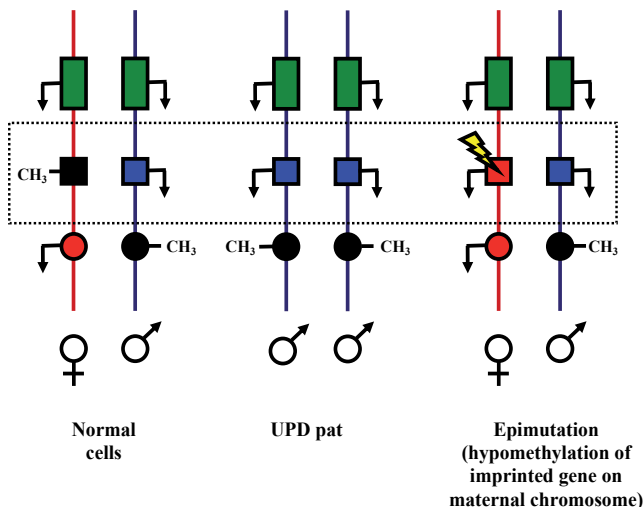 CH3
CH3
CH3
CH3
CH3
Normal
cells
UPD pat
Epimutation
(hypomethylation of
imprinted gene on
maternal chromosome)